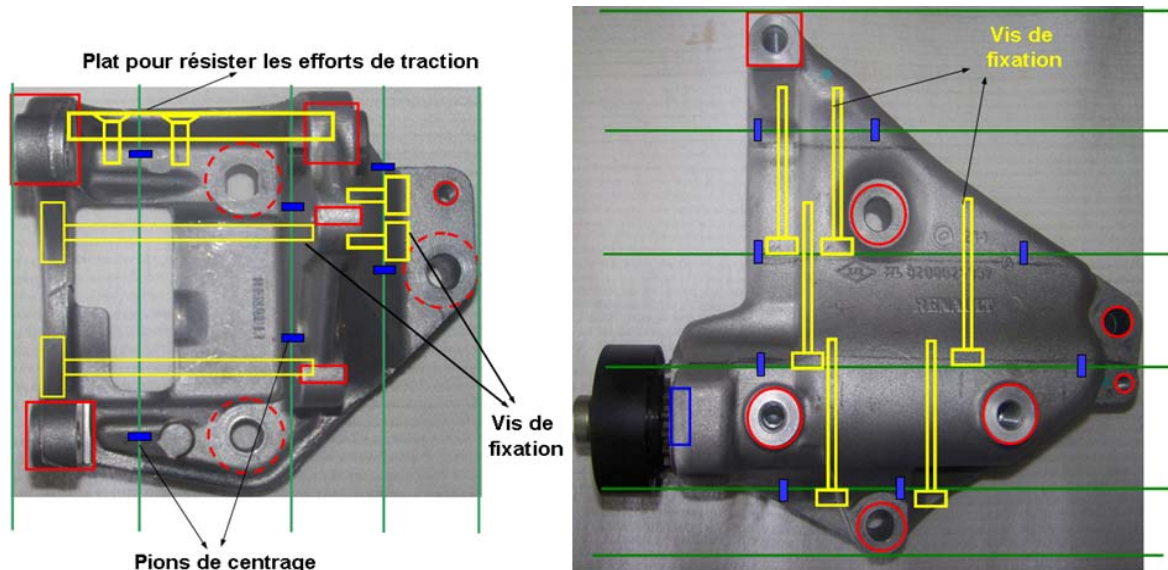 Plat pour résister les efforts de traction
Vis de
fixation
Pions de centrage
Vis de
fixation
RENAULT